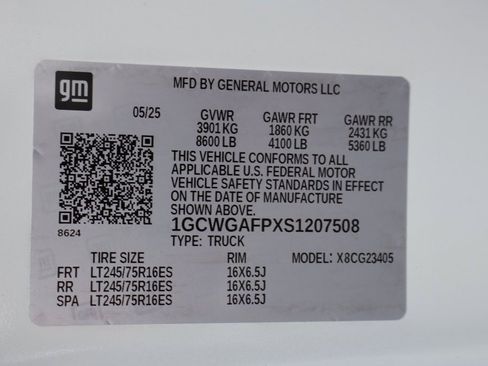 gm
MFD BY GENERAL MOTORS LLC
05/25 GVWR GAWR FRT GAWR RR
3901 KG 1860 KG 2431 KG
8600 LB 4100 LB 5360 LB
THIS VEHICLE CONFORMS TO ALL
APPLICABLE U.S. FEDERAL MOTOR
VEHICLE SAFETY STANDARDS IN EFFECT
ON THE DATE OF MANUFACTURE
SHOWN ABOVE.
1GCWGAFPXS1207508
8624 TYPE: TRUCK
TIRE SIZE RIM MODEL: X8CG23405
FRT LT245/75R16ES 16X6.5J
RR LT245/75R16ES 16X6.5J
SPA LT245/75R16ES 16X6.5J